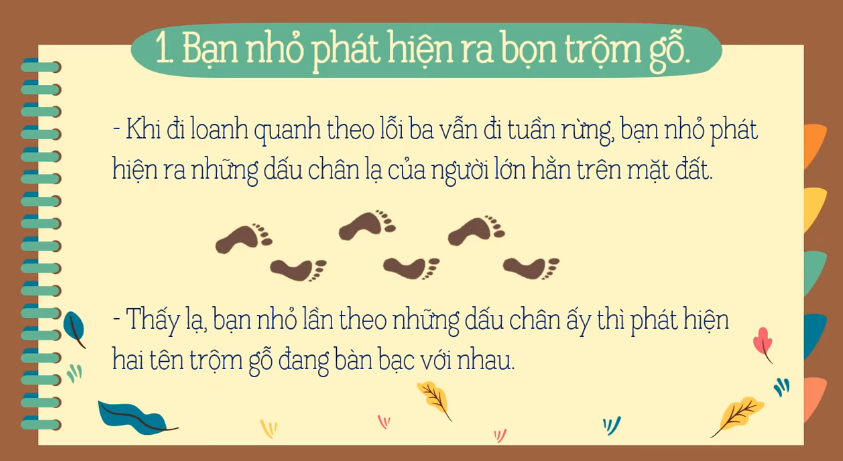 1. Bạn nhỏ phát hiện ra bọn trộm gỗ.
- Khi đi loanh quanh theo lỗi ba vẫn đi tuần rừng, bạn nhỏ phát
hiện ra những dấu chân lạ của người lớn hằn trên mặt đất.
- Thấy lạ, bạn nhỏ lần theo những dấu chân ấy thì phát hiện
hai tên trộm gỗ đang bàn bạc với nhau.